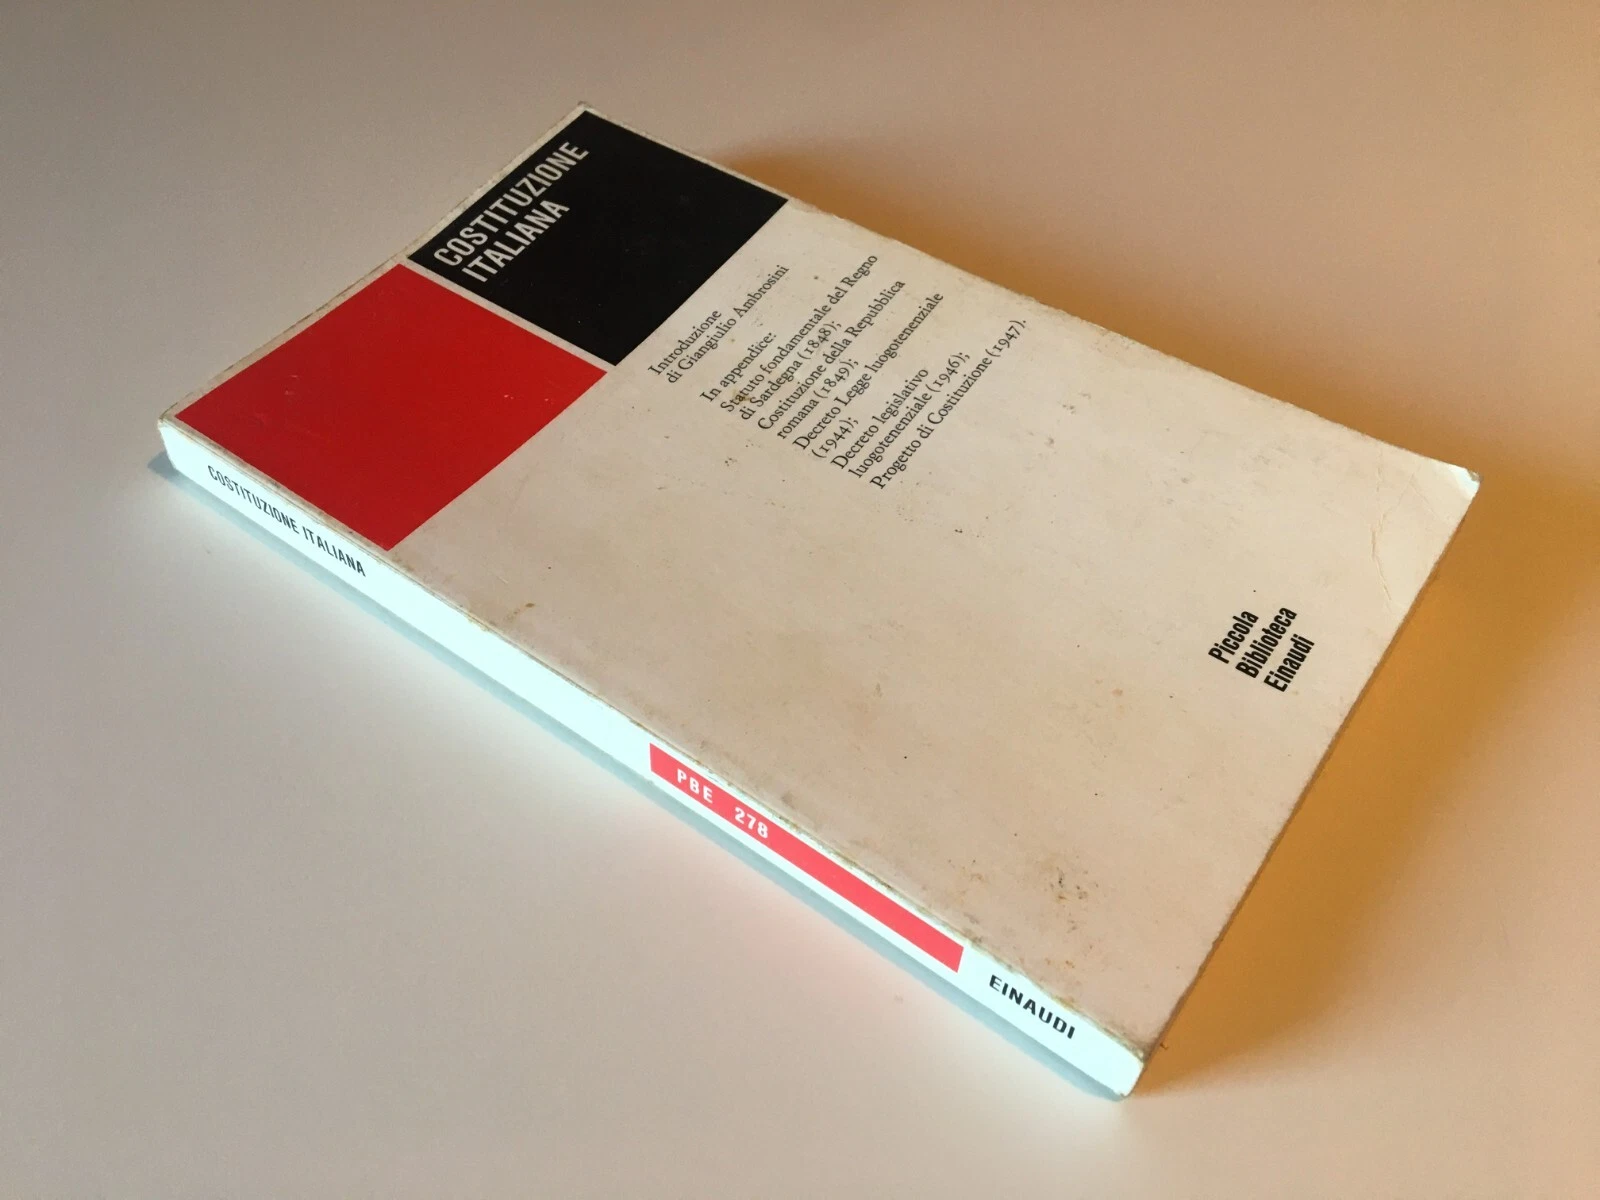 COSTITUZIONE
ITALIANA
Introduzione
di Giangiulio Ambrosini
In appendice:
Statuto fondamentale del Regno
di Sardegna (1848);
Costituzione della Repubblica
romana (1849);
Decreto Legge luogotenenziale
(1944);
Decreto legislativo
luogotenenziale (1946);
Progetto di Costituzione (1947).
Piccola
Biblioteca
Einaudi
COSTITUZIONE ITALIANA
PBE 278
EINAUDI